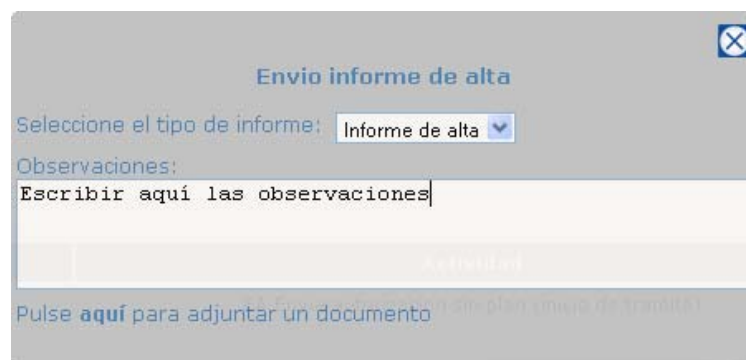 Envio informe de alta
Seleccione el tipo de informe: Informe de alta
Observaciones:
Escribir aquí las observaciones
Actividad
Pulse aquí para adjuntar un documento